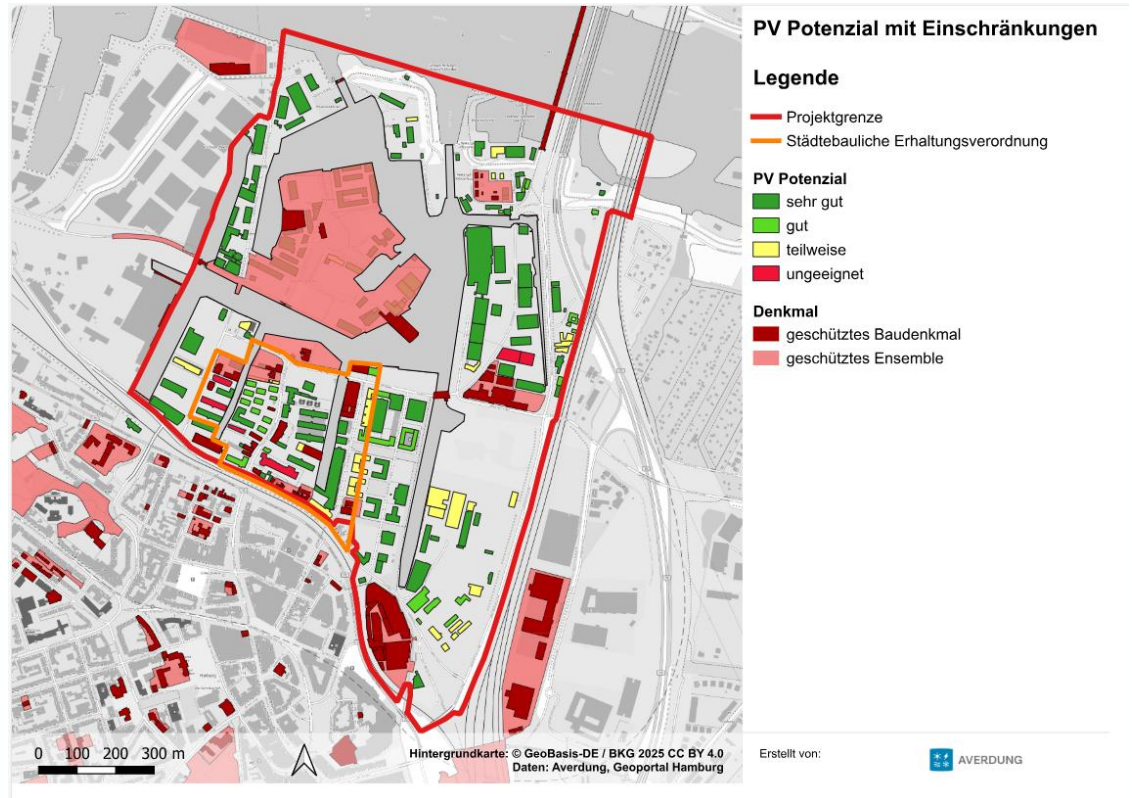 PV Potenzial mit Einschränkungen
Legende
Projektgrenze
Städtebauliche Erhaltungsverordnung
PV Potenzial
sehr gut
gut
teilweise
ungeeignet
Denkmal
geschütztes Baudenkmal
geschütztes Ensemble
0 100 200 300 m
Hintergrundkarte: © GeoBasis-DE / BKG 2025 CC BY 4.0
Daten: Averdung, Geoportal Hamburg
Erstellt von:
AVERDUNG